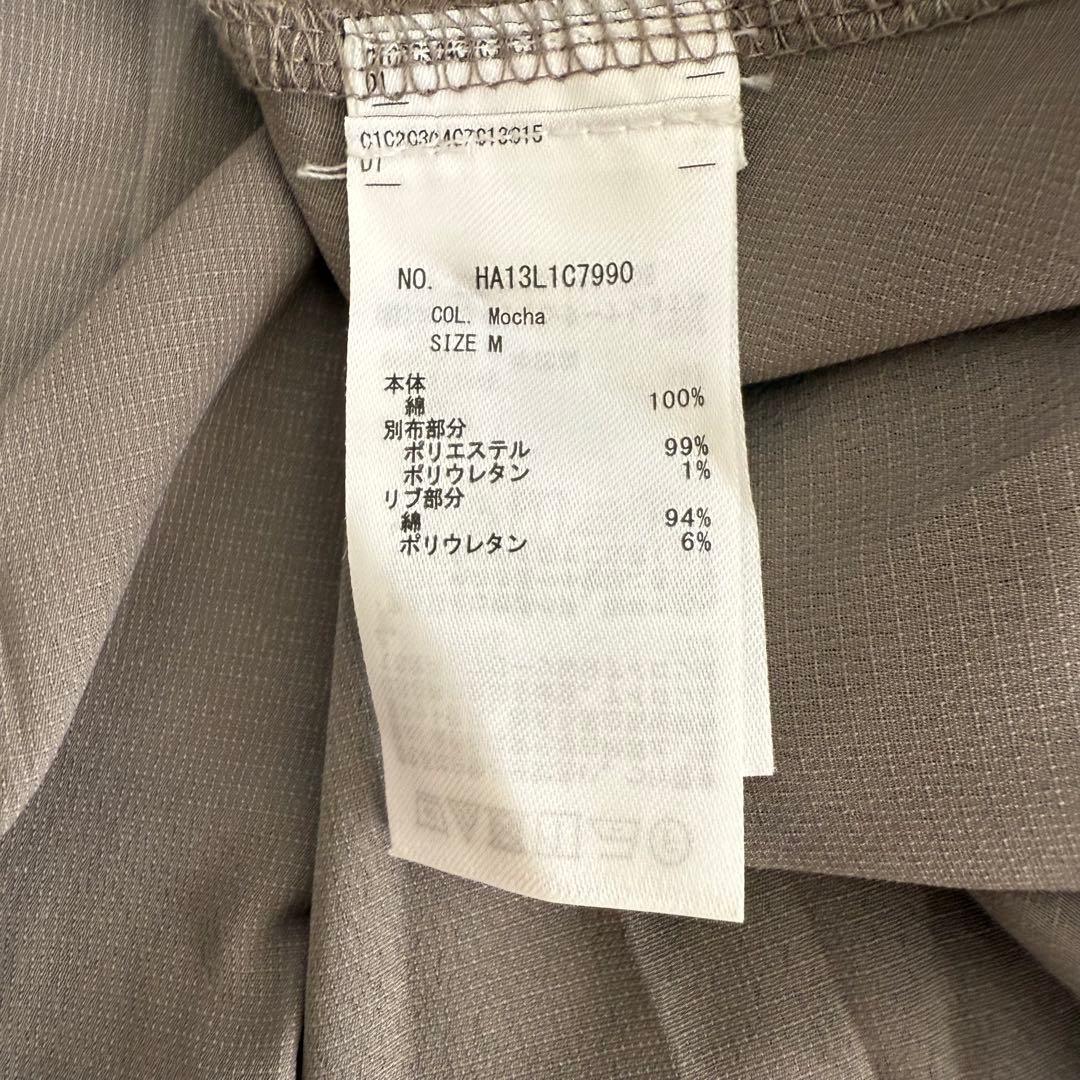 C1C2C3C4C7C13C15
D1
NO. HA13L1C7990
COL. Mocha
SIZE M
本体
綿 100%
別布部分
ポリエステル 99%
ポリウレタン 1%
リブ部分
綿 94%
ポリウレタン 6%